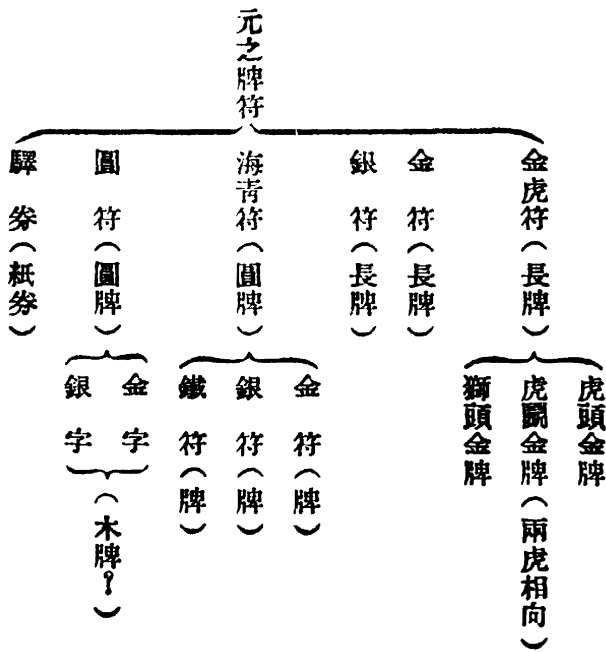 元之牌符
金虎符（長牌）
虎頭金牌
虎鬭金牌（兩虎相向）
獅頭金牌
金符（長牌）
銀符（長牌）
海青符（圓牌）
金符（牌）
銀符（牌）
鐵符（牌）
圓符（圓牌）
金字
銀字
（木牌？）
驛券（紙券）